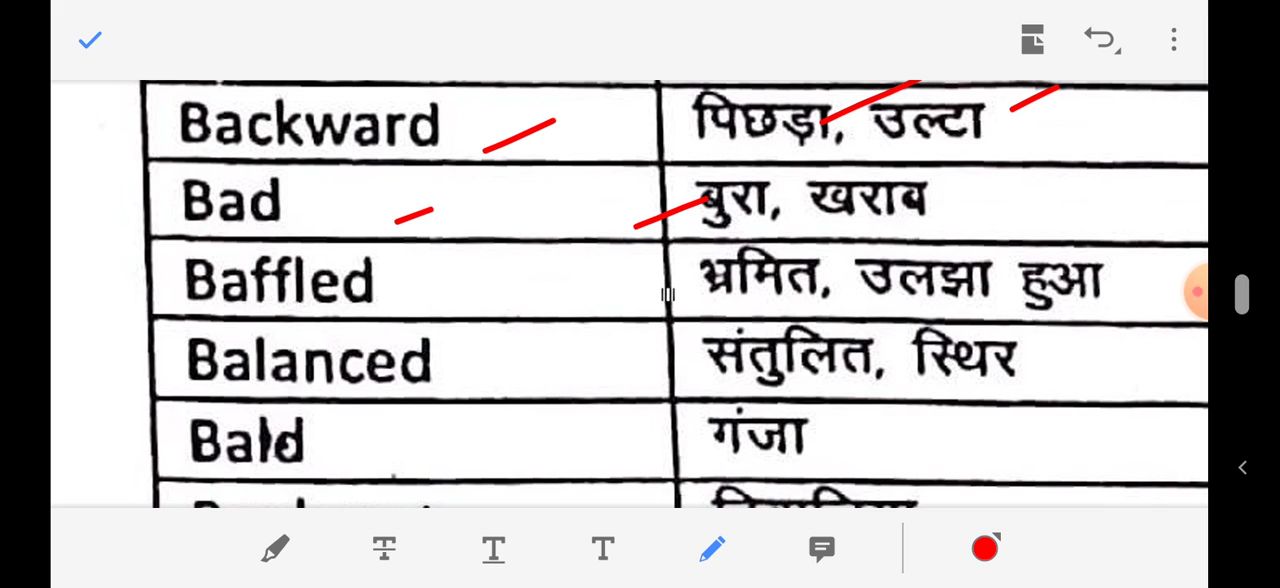 Backward पिछड़ा, उल्टा
Bad बुरा, खराब
Baffled भ्रमित, उलझा हुआ
Balanced संतुलित, स्थिर
Bald गंजा